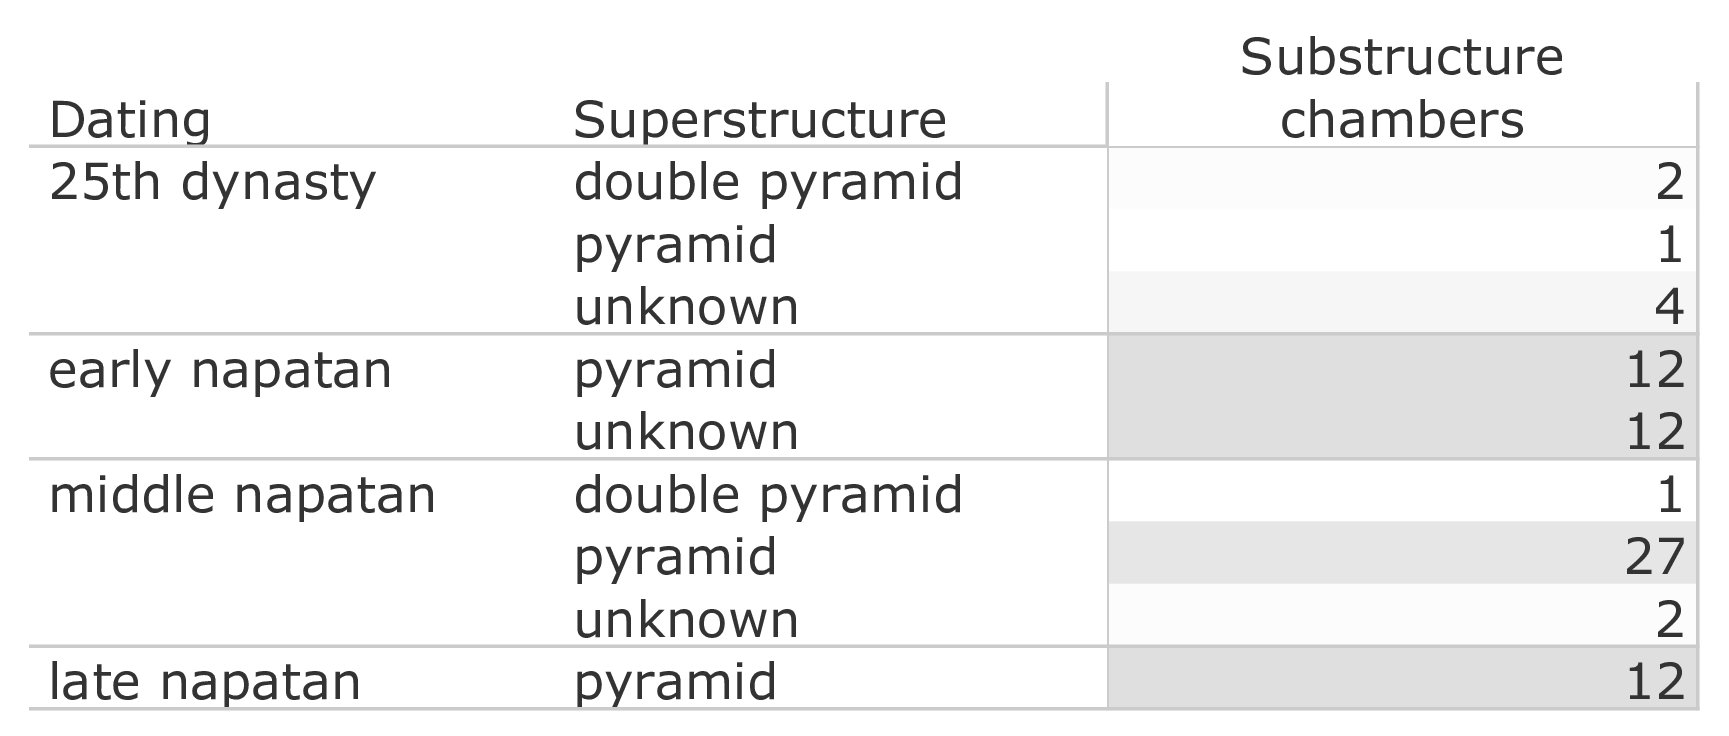 Dating Superstructure Substructure chambers
25th dynasty double pyramid 2
pyramid 1
unknown 4
early napatan pyramid 12
unknown 12
middle napatan double pyramid 1
pyramid 27
unknown 2
late napatan pyramid 12